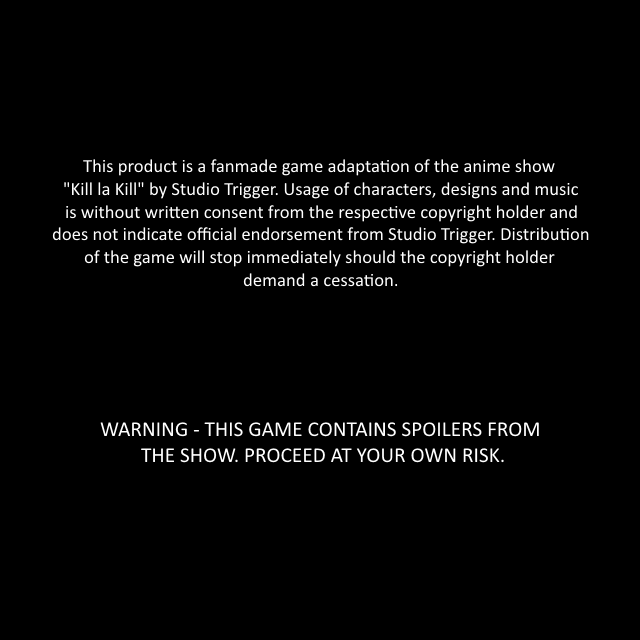 This product is a fanmade game adaptation of the anime show
"Kill la Kill" by Studio Trigger. Usage of characters, designs and music
is without written consent from the respective copyright holder and
does not indicate official endorsement from Studio Trigger. Distribution
of the game will stop immediately should the copyright holder
demand a cessation.
WARNING - THIS GAME CONTAINS SPOILERS FROM
THE SHOW. PROCEED AT YOUR OWN RISK.